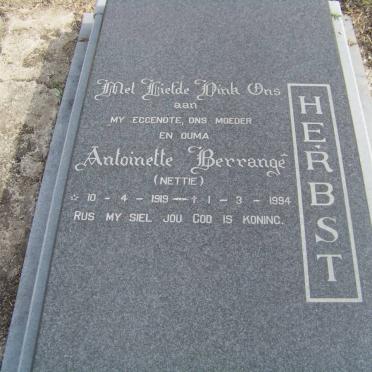 Met Liefde Dink Ons
aan
MY EGGENOTE, ONS MOEDER
EN OUMA
Antoinette Berrangé
(NETTIE)
☆ 10 - 4 - 1919 — † 1 - 3 - 1994
RUS MY SIEL JOU GOD IS KONING.
HERBST